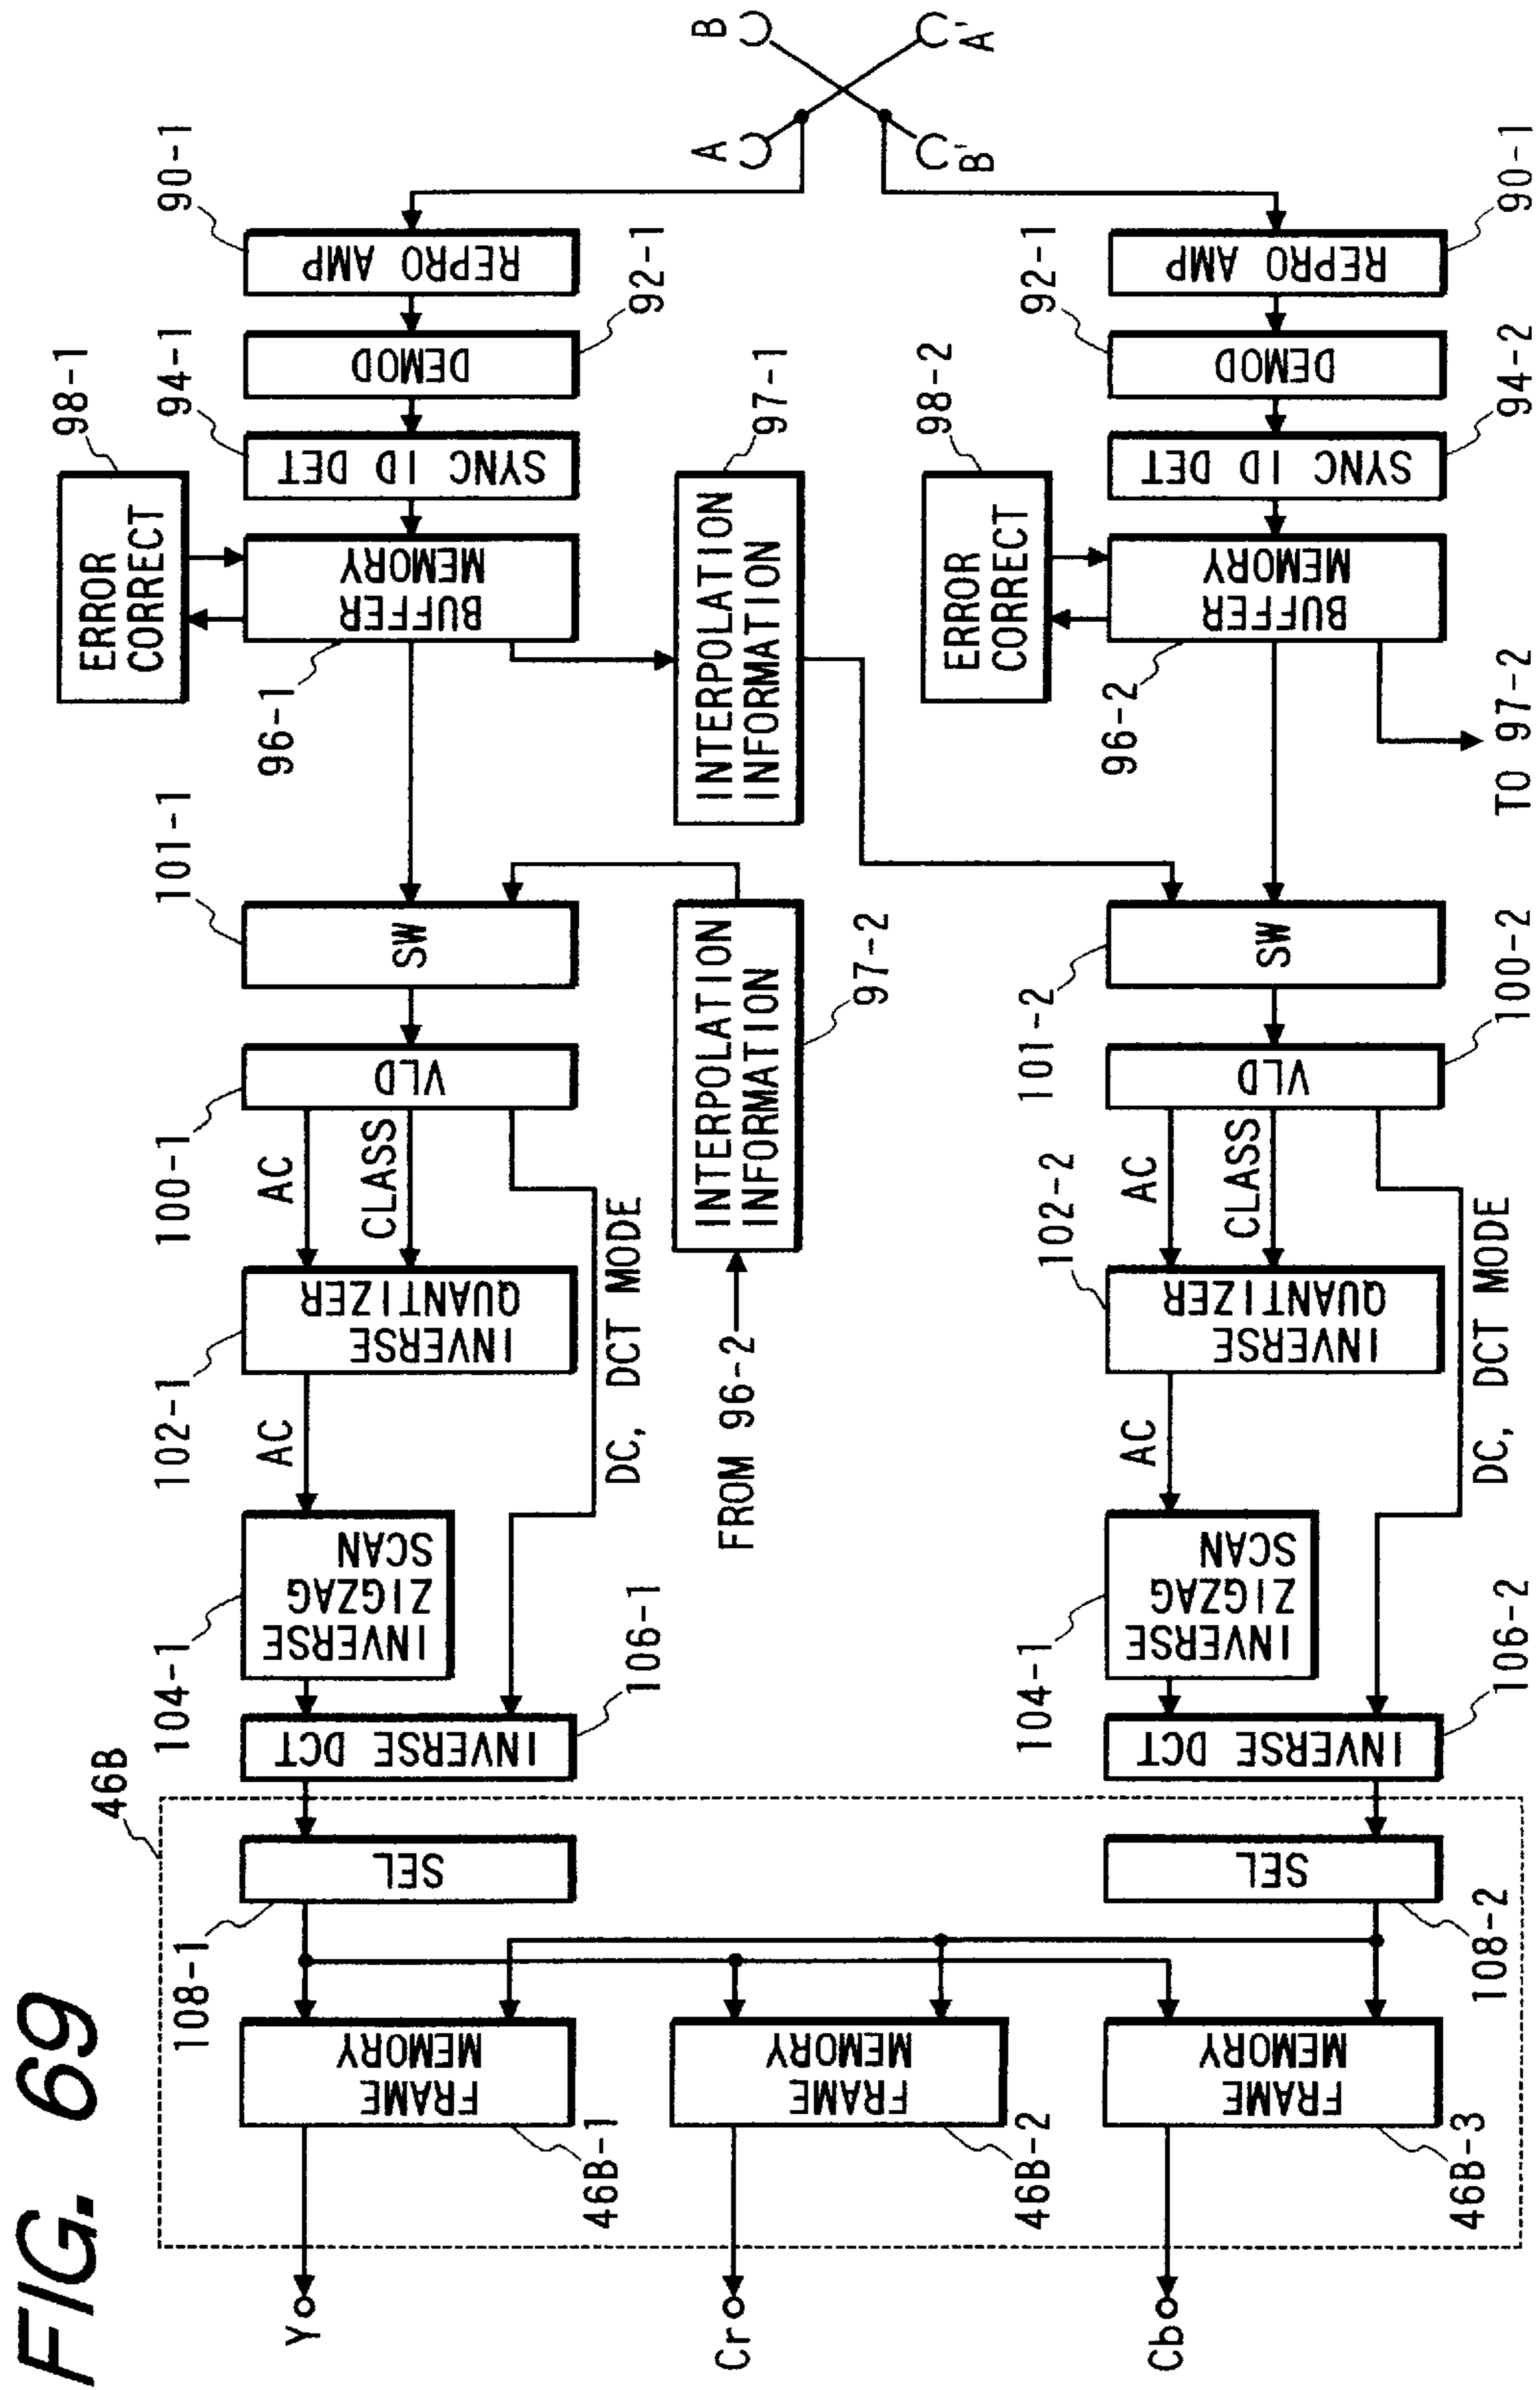 FIG. 69
46B
Y
Cr
Cb
FRAME
MEMORY
46B-1
FRAME
MEMORY
46B-2
FRAME
MEMORY
46B-3
108-1
SEL
108-2
SEL
104-1
INVERSE DCT
106-1
INVERSE
ZIGZAG
SCAN
AC
102-1
INVERSE
QUANTIZER
AC
CLASS
DC, DCT MODE
100-1
VLD
101-1
SW
96-1
BUFFER
MEMORY
98-1
ERROR
CORRECT
94-1
SYNC ID DET
DEMOD
92-1
90-1
REPRO AMP
A
B
A'
B'
FROM 96-2
INTERPOLATION
INFORMATION
97-2
INTERPOLATION
INFORMATION
97-1
104-1
INVERSE DCT
106-2
INVERSE
ZIGZAG
SCAN
AC
102-2
INVERSE
QUANTIZER
AC
CLASS
DC, DCT MODE
VLD
100-2
101-2
SW
96-2
BUFFER
MEMORY
TO 97-2
98-2
ERROR
CORRECT
SYNC ID DET
94-2
92-1
DEMOD
REPRO AMP
90-1